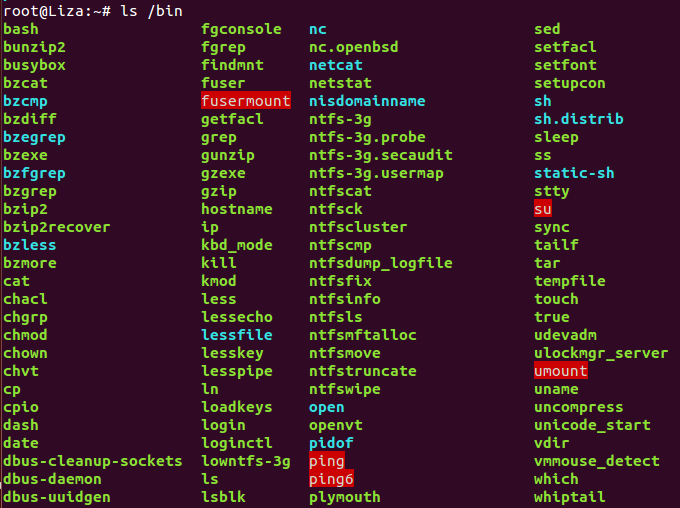 root@Liza:~# ls /bin
bash fgconsole nc sed
bunzip2 fgrep nc.openbsd setfacl
busybox findmnt netcat setfont
bzcat fuser netstat setupcon
bzcmp fusermount nisdomainname sh
bzdiff getfacl ntfs-3g sh.distrib
bzegrep grep ntfs-3g.probe sleep
bzexe gunzip ntfs-3g.secaudit ss
bzfgrep gzexe ntfs-3g.usermap static-sh
bzgrep gzip ntfscat stty
bzip2 hostname ntfsck su
bzip2recover ip ntfscluster sync
bzless kbd_mode ntfscmp tailf
bzmore kill ntfsdump_logfile tar
cat kmod ntfsfix tempfile
chacl less ntfsinfo touch
chgrp lessecho ntfsls true
chmod lessfile ntfsmftalloc udevadm
chown lesskey ntfsmove ulockmgr_server
chvt lesspipe ntfstruncate umount
cp ln ntfswipe uname
cpio loadkeys open uncompress
dash login openvt unicode_start
date loginctl pidof vdir
dbus-cleanup-sockets lowntfs-3g ping vmmouse_detect
dbus-daemon ls ping6 which
dbus-uuidgen lsblk plymouth whiptail